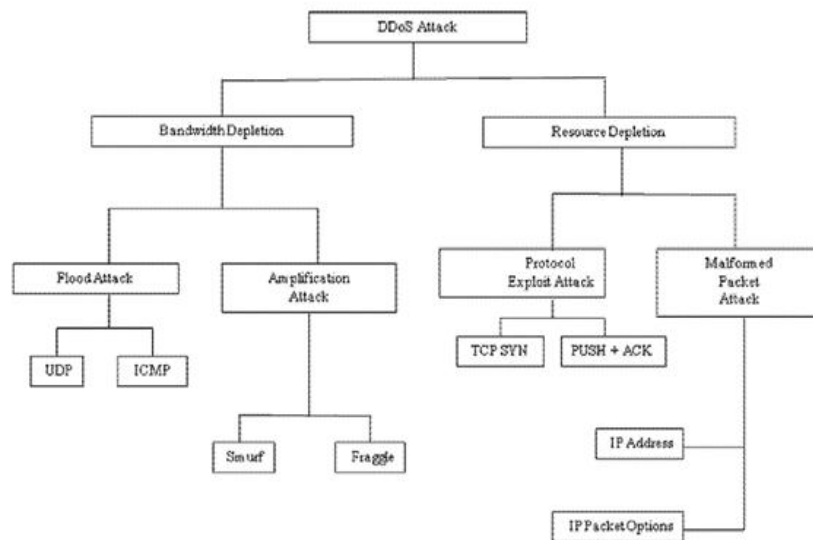 DDoS Attack
Bandwidth Depletion
Resource Depletion
Flood Attack
Amplification
Attack
Protocol
Exploit Attack
Malformed
Packet
Attack
UDP
ICMP
TCP SYN
PUSH + ACK
Smurf
Fraggle
IP Address
IP Packet Options